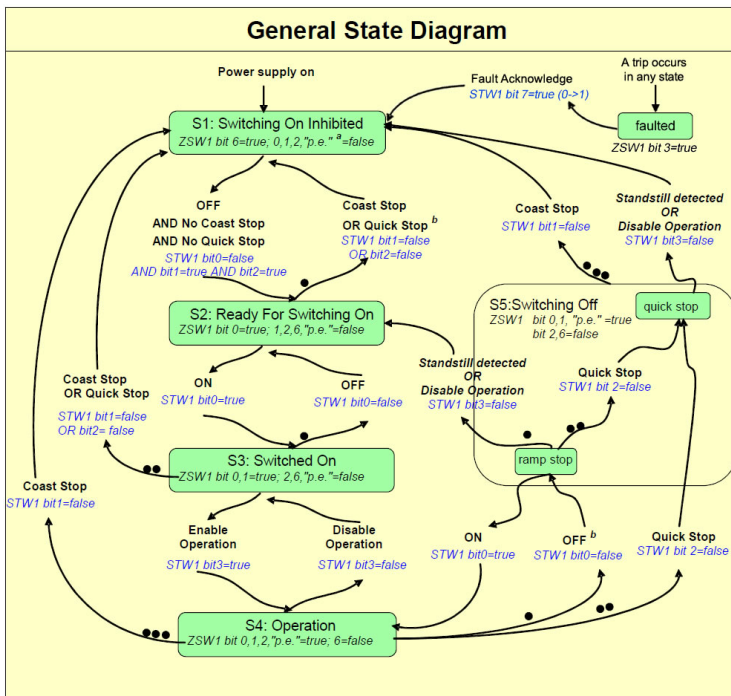 General State Diagram
Power supply on
Fault Acknowledge
STW1 bit 7=true (0->1)
A trip occurs
in any state
faulted
ZSW1 bit 3=true
S1: Switching On Inhibited
ZSW1 bit 6=true; 0,1,2,"p.e." a =false
OFF
AND No Coast Stop
AND No Quick Stop
STW1 bit0=false
AND bit1=true AND bit2=true
Coast Stop
OR Quick Stop b
STW1 bit1=false
OR bit2=false
Coast Stop
STW1 bit1=false
Standstill detected
OR
Disable Operation
STW1 bit3=false
S2: Ready For Switching On
ZSW1 bit 0=true; 1,2,6,"p.e."=false
S5:Switching Off
ZSW1 bit 0,1, "p.e." =true
bit 2,6=false
quick stop
ON
STW1 bit0=true
OFF
STW1 bit0=false
Standstill detected
OR
Disable Operation
STW1 bit3=false
Quick Stop
STW1 bit 2=false
Coast Stop
OR Quick Stop
STW1 bit1=false
OR bit2= false
S3: Switched On
ZSW1 bit 0,1=true; 2,6,"p.e."=false
ramp stop
Coast Stop
STW1 bit1=false
Enable
Operation
STW1 bit3=true
Disable
Operation
STW1 bit3=false
ON
STW1 bit0=true
OFF b
STW1 bit0=false
Quick Stop
STW1 bit 2=false
S4: Operation
ZSW1 bit 0,1,2,"p.e."=true; 6=false